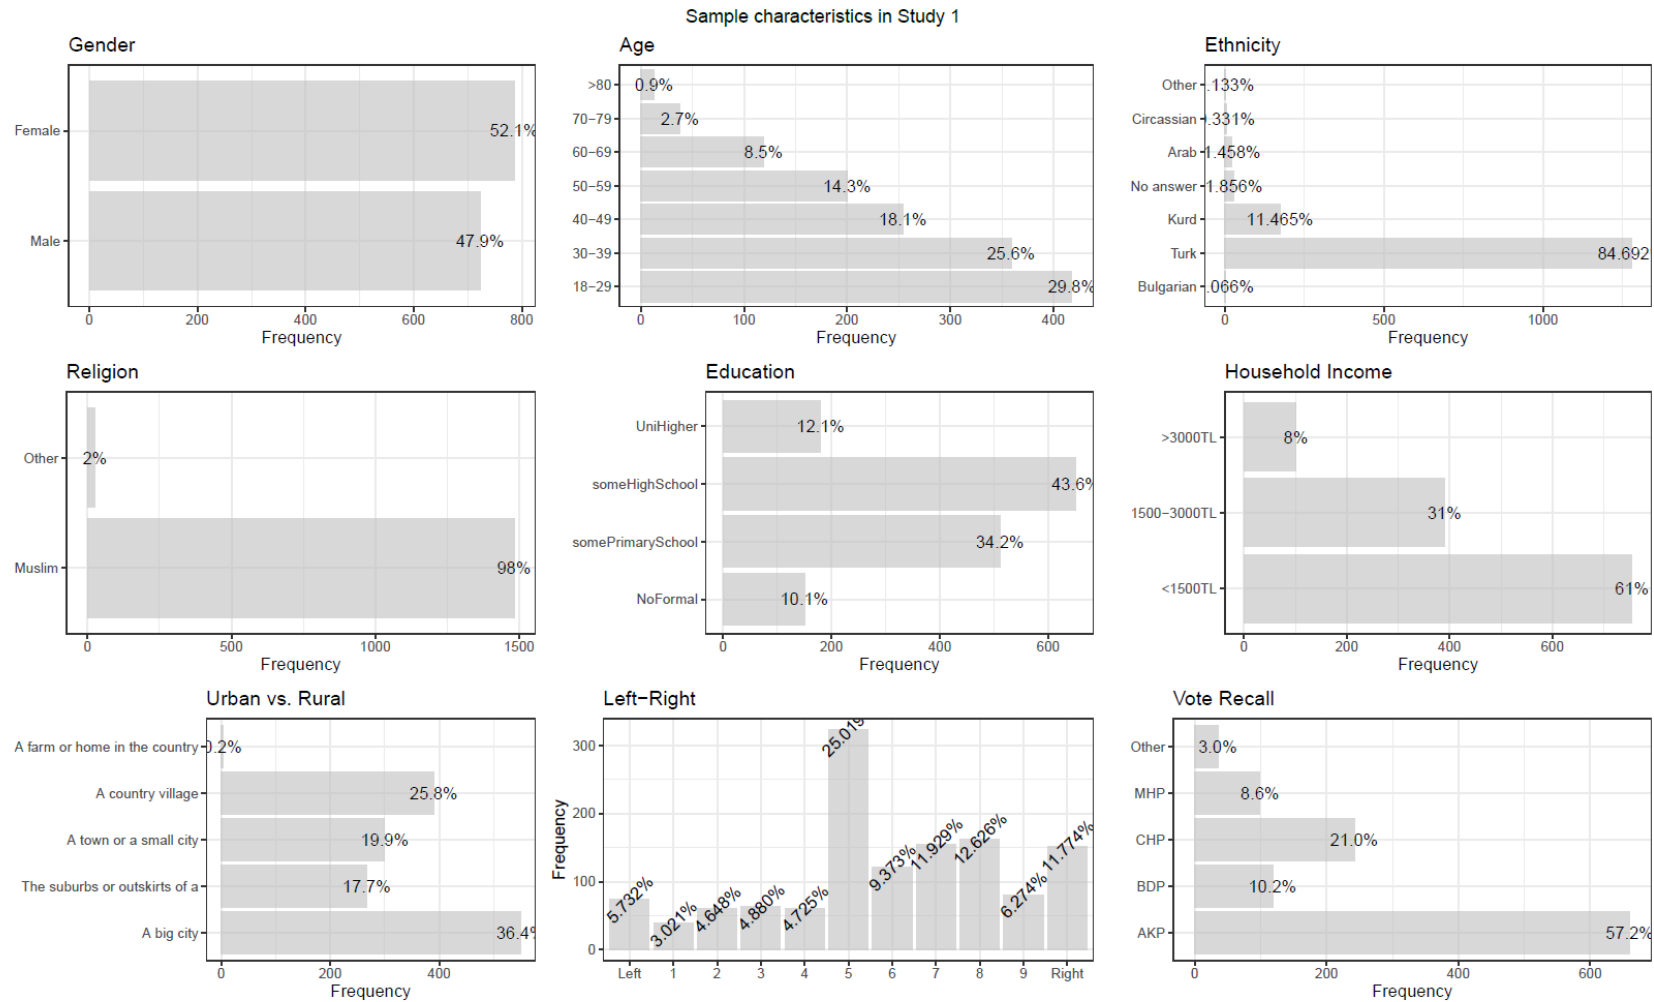 Sample characteristics in Study 1
Gender
Female
52.1%
Male
47.9%
0 200 400 600 800
Frequency
Age
>80
0.9%
70−79
2.7%
60−69
8.5%
50−59
14.3%
40−49
18.1%
30−39
25.6%
18−29
29.8%
0 100 200 300 400
Frequency
Ethnicity
Other
.133%
Circassian
.331%
Arab
1.458%
No answer
1.856%
Kurd
11.465%
Turk
84.692
Bulgarian
.066%
0 500 1000
Frequency
Religion
Other
2%
Muslim
98%
0 500 1000 1500
Frequency
Education
UniHigher
12.1%
someHighSchool
43.6%
somePrimarySchool
34.2%
NoFormal
10.1%
0 200 400 600
Frequency
Household Income
>3000TL
8%
1500−3000TL
31%
<1500TL
61%
0 200 400 600
Frequency
Urban vs. Rural
A farm or home in the country
0.2%
A country village
25.8%
A town or a small city
19.9%
The suburbs or outskirts of a
17.7%
A big city
36.4%
0 200 400
Frequency
Left−Right
Frequency
300
200
100
0
5.732%
3.021%
4.648%
4.880%
4.725%
25.019
9.373%
11.929%
12.626%
6.274%
11.774%
Left 1 2 3 4 5 6 7 8 9 Right
Vote Recall
Other
3.0%
MHP
8.6%
CHP
21.0%
BDP
10.2%
AKP
57.2%
0 200 400 600
Frequency